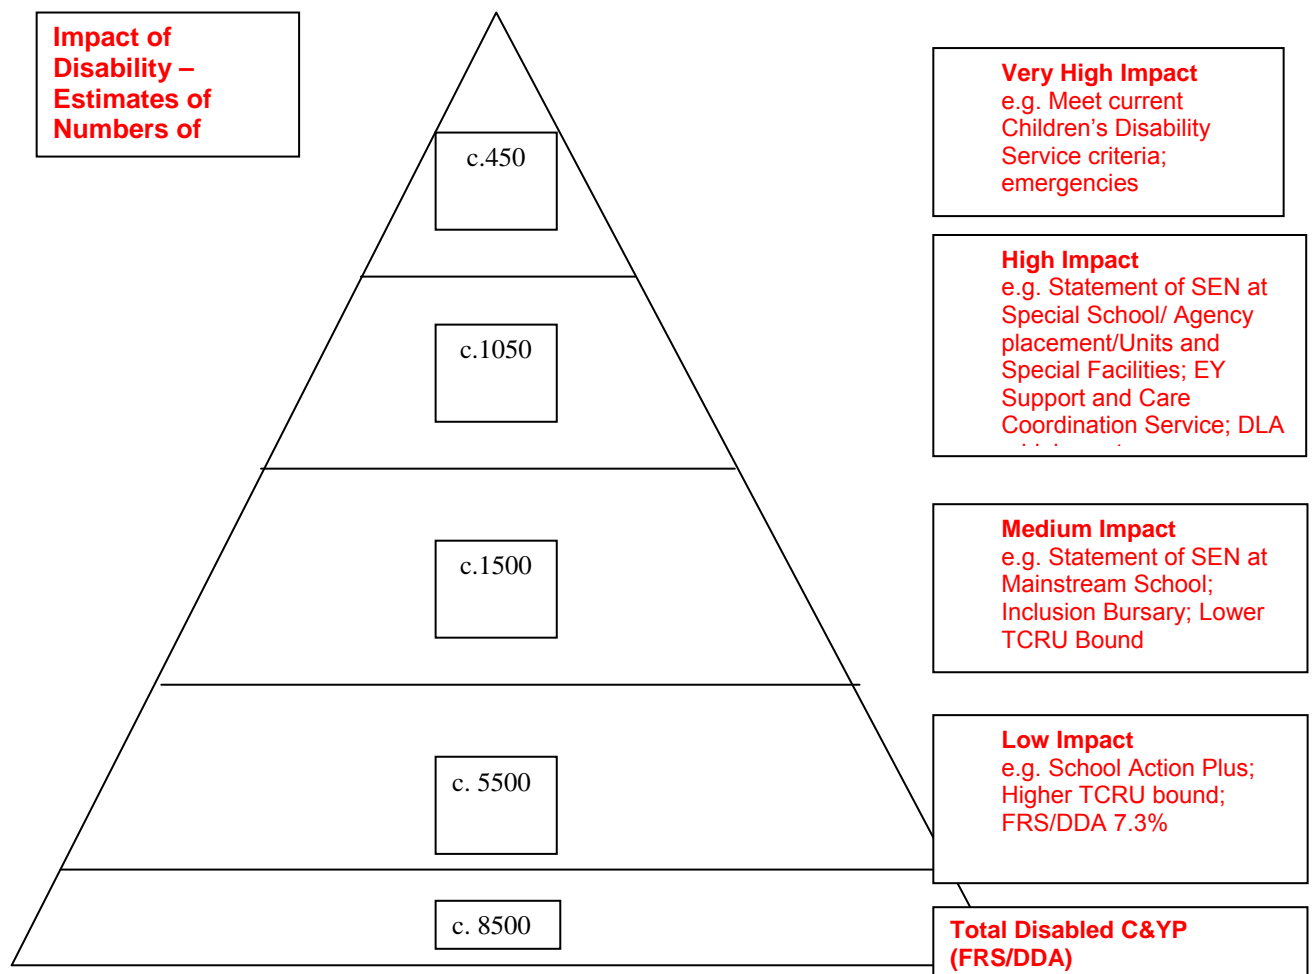 Impact of
Disability –
Estimates of
Numbers of
c.450
Very High Impact
e.g. Meet current
Children's Disability
Service criteria;
emergencies
c.1050
High Impact
e.g. Statement of SEN at
Special School/ Agency
placement/Units and
Special Facilities; EY
Support and Care
Coordination Service; DLA
c.1500
Medium Impact
e.g. Statement of SEN at
Mainstream School;
Inclusion Bursary; Lower
TCRU Bound
c. 5500
Low Impact
e.g. School Action Plus;
Higher TCRU bound;
FRS/DDA 7.3%
c. 8500
Total Disabled C&YP
(FRS/DDA)